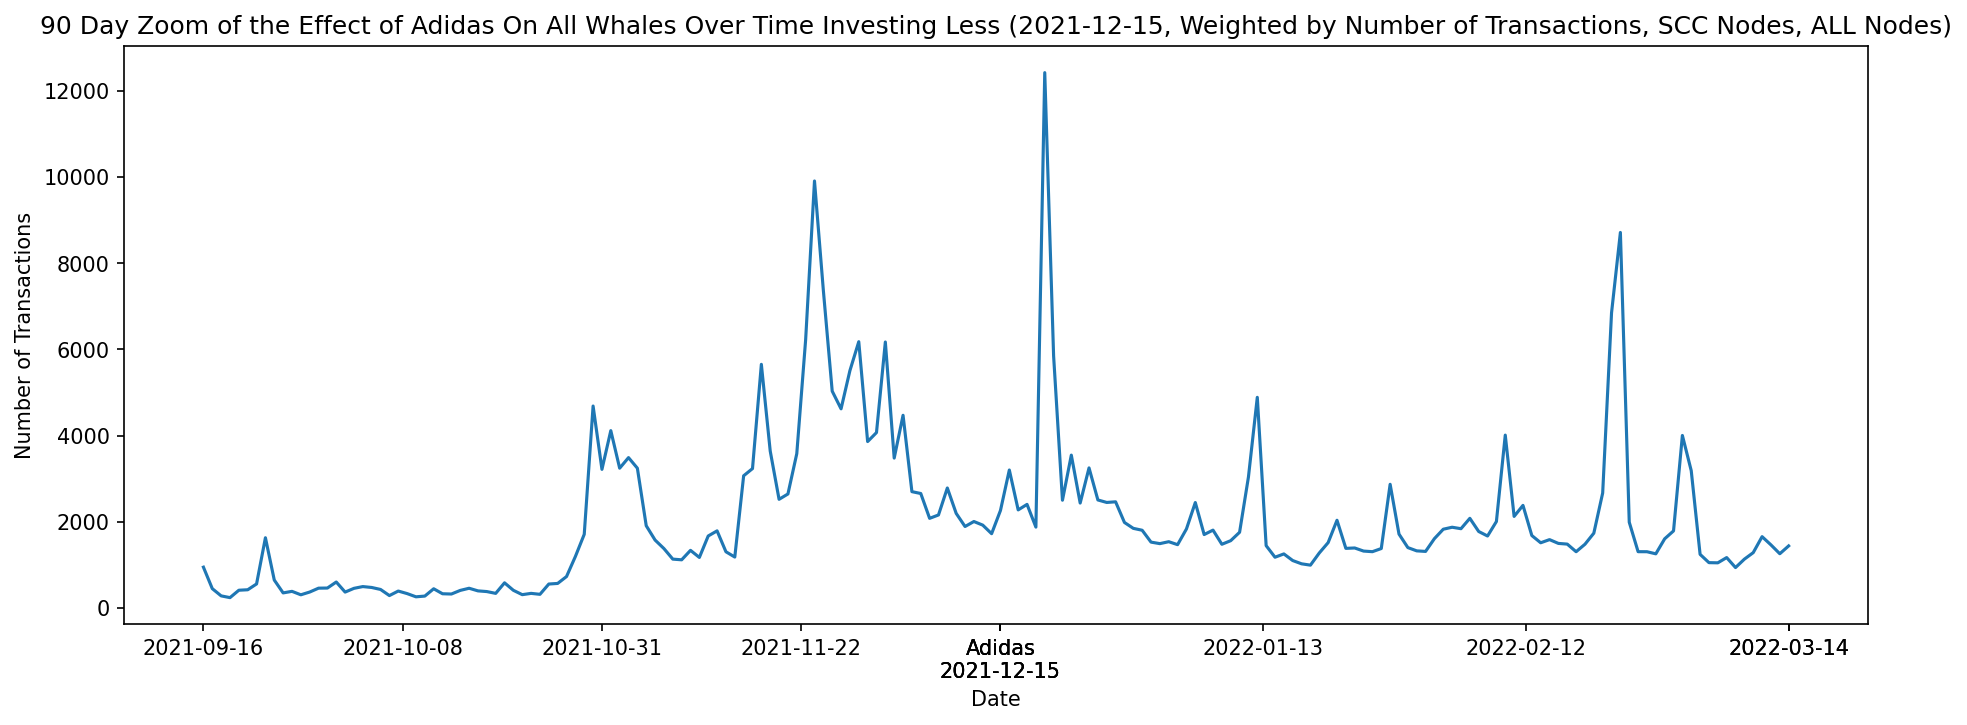 90 Day Zoom of the Effect of Adidas On All Whales Over Time Investing Less (2021-12-15, Weighted by Number of Transactions, SCC Nodes, ALL Nodes)
12000
10000
8000
6000
4000
2000
0
Number of Transactions
2021-09-16 2021-10-08 2021-10-31 2021-11-22 Adidas 2022-01-13 2022-02-12 2022-03-14
2021-12-15
Date